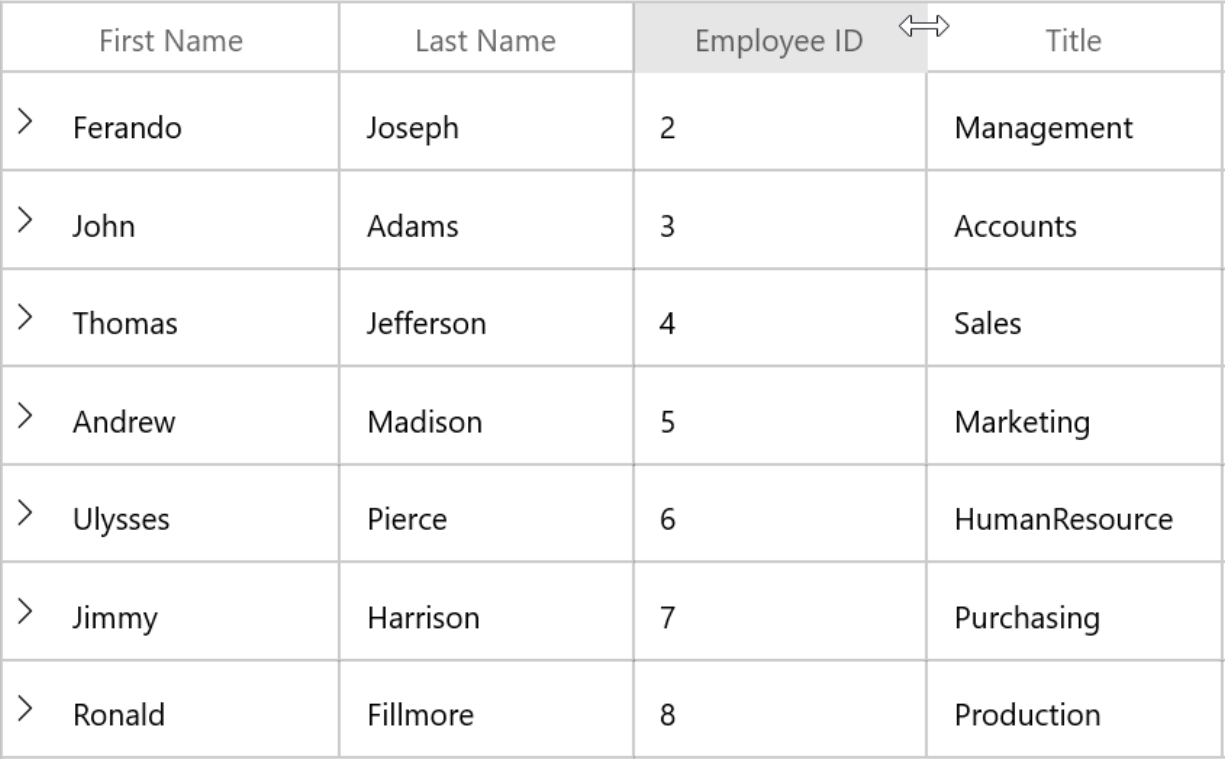 First Name Last Name Employee ID Title
Ferando Joseph 2 Management
John Adams 3 Accounts
Thomas Jefferson 4 Sales
Andrew Madison 5 Marketing
Ulysses Pierce 6 HumanResource
Jimmy Harrison 7 Purchasing
Ronald Fillmore 8 Production